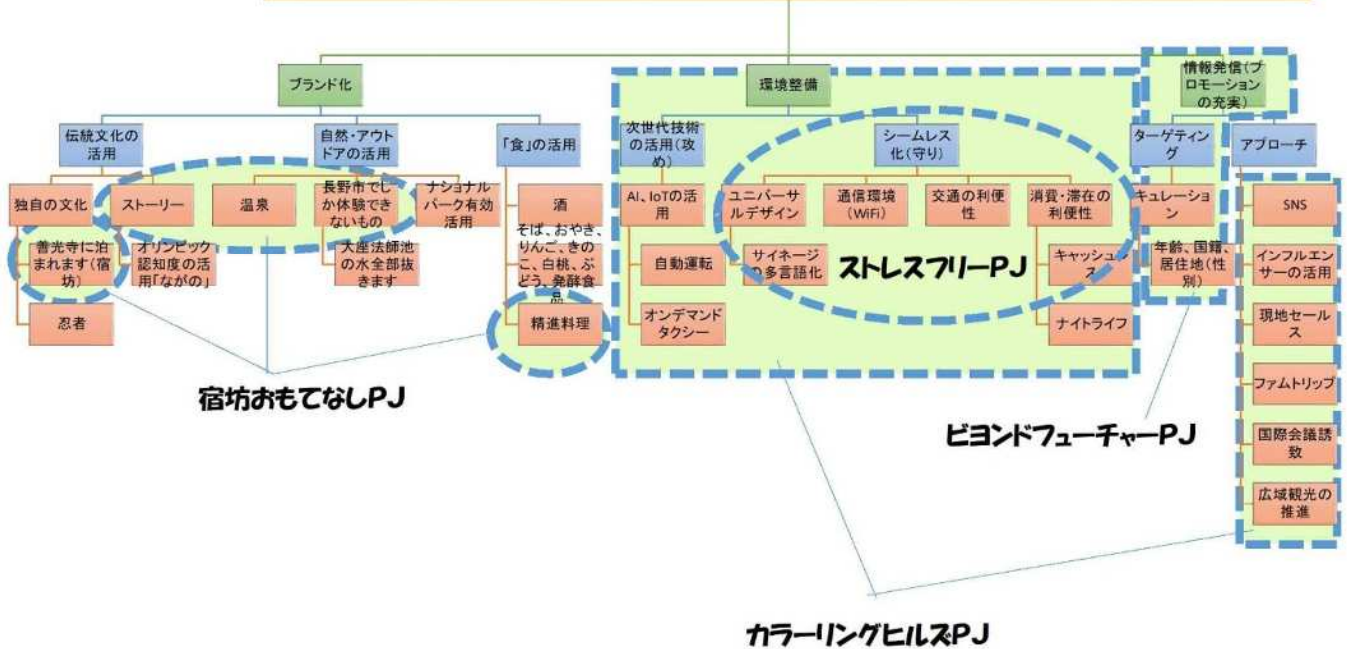 ブランド化
環境整備
情報発信(プ
ロモーション
の充実)
伝統文化の
活用
自然・アウト
ドアの活用
「食」の活用
次世代技術
の活用(攻
め)
シームレス
化(守り)
ターゲティ
ング
アプローチ
独自の文化
ストーリー
温泉
長野市でし
か体験でき
ないもの
ナショナル
パーク有効
活用
酒
AI、IoTの活
用
ユニバーサ
ルデザイン
通信環境
(WiFi)
交通の利便
性
消費・滞在の
利便性
キュレーショ
ン
SNS
善光寺に泊
まれます(宿
坊)
オリンピック
認知度の活
用「ながの」
大座法師池
の水全部抜
きます
そば、おやき、
りんご、きの
こ、白桃、ぶ
どう、発酵食
品
自動運転
サイネージ
の多言語化
ストレスフリーPJ
キャッシュレ
ス
年齢、国籍、
居住地(性
別)
インフルエン
サーの活用
忍者
精進料理
オンデマンド
タクシー
ナイトライフ
現地セール
ス
ファムトリップ
宿坊おもてなしPJ
ビヨンドフューチャーPJ
国際会議誘
致
広域観光の
推進
カラーリングヒルズPJ